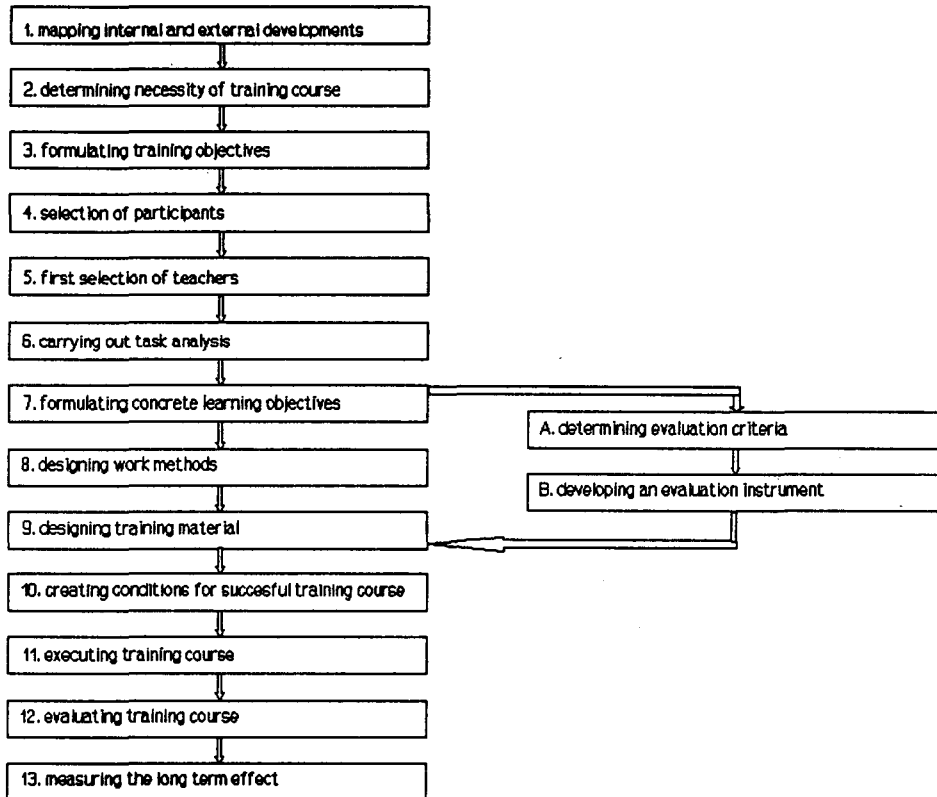 1. mapping internal and external developments
2. determining necessity of training course
3. formulating training objectives
4. selection of participants
5. first selection of teachers
6. carrying out task analysis
7. formulating concrete learning objectives
A. determining evaluation criteria
8. designing work methods
B. developing an evaluation instrument
9. designing training material
10. creating conditions for succesful training course
11. executing training course
12. evaluating training course
13. measuring the long term effect